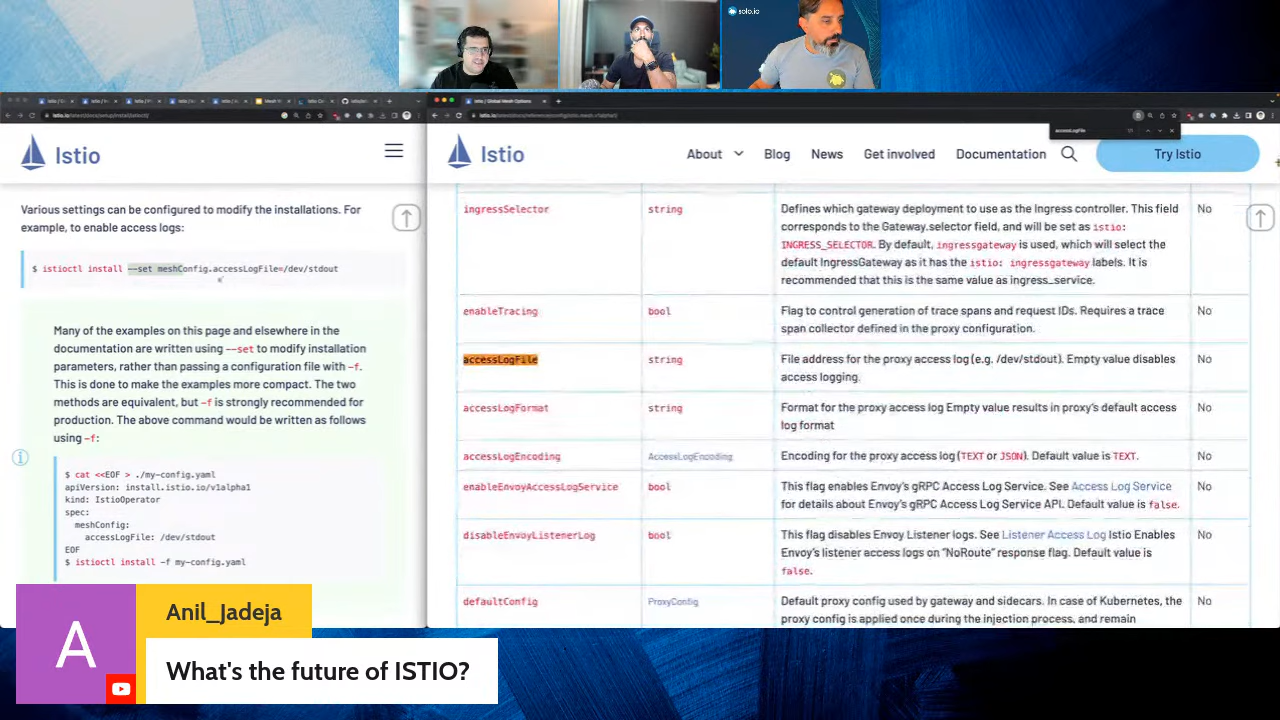 solo.io
Istio / Global Mesh Options
accessLogFile
Istio
Various settings can be configured to modify the installations. For
example, to enable access logs:
$ istioctl install --set meshConfig.accessLogFile=/dev/stdout
Many of the examples on this page and elsewhere in the
documentation are written using --set to modify installation
parameters, rather than passing a configuration file with -f.
This is done to make the examples more compact. The two
methods are equivalent, but -f is strongly recommended for
production. The above command would be written as follows
using -f:
$ cat <<EOF > ./my-config.yaml
apiVersion: install.istio.io/v1alpha1
kind: IstioOperator
spec:
meshConfig:
accessLogFile: /dev/stdout
EOF
$ istioctl install -f my-config.yaml
Istio
About Blog News Get involved Documentation Try Istio
ingressSelector string Defines which gateway deployment to use as the Ingress controller. This No
field
corresponds to the Gateway.selector field, and will be set as istio:
INGRESS_SELECTOR. By default, ingressgateway is used, which will select the
default IngressGateway as it has the istio: ingressgateway labels. It is
recommended that this is the same value as ingress_service.
enableTracing bool Flag to control generation of trace spans and request IDs. Requires a trace No
span collector defined in the proxy configuration.
accessLogFile string File address for the proxy access log (e.g. /dev/stdout). Empty value disables No
access logging.
accessLogFormat string Format for the proxy access log Empty value results in proxy's default access No
log format
accessLogEncoding AccessLogEncoding Encoding for the proxy access log (TEXT or JSON). Default value is TEXT. No
enableEnvoyAccessLogService bool This flag enables Envoy's gRPC Access Log Service. See Access Log Service No
for details about Envoy's gRPC Access Log Service API. Default value is false.
disableEnvoyListenerLog bool This flag disables Envoy Listener logs. See Listener Access Log Istio Enables No
Envoy's listener access logs on "NoRoute" response flag. Default value is
false.
defaultConfig ProxyConfig Default proxy config used by gateway and sidecars. In case of Kubernetes, the No
proxy config is applied once during the injection process, and remain
A
Anil_Jadeja
What's the future of ISTIO?